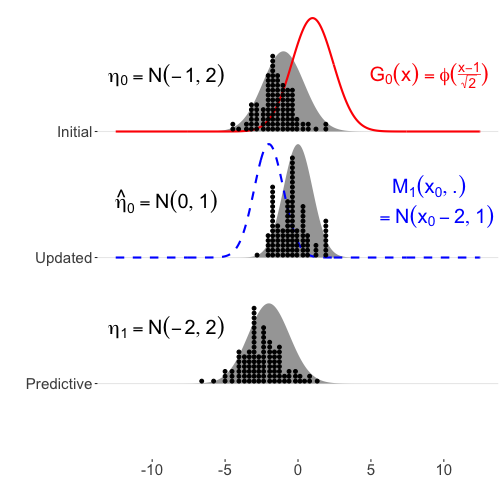 η₀ = N(−1, 2)
G₀(x) = ϕ((x−1)/√2)
Initial
η̂₀ = N(0, 1)
M₁(x₀, .)
= N(x₀ − 2, 1)
Updated
η₁ = N(−2, 2)
Predictive
-10 -5 0 5 10